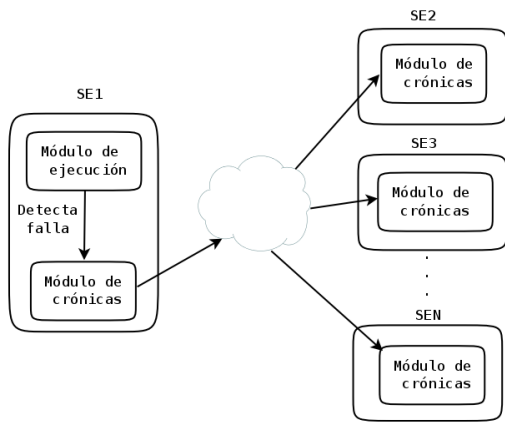 SE1
Módulo de
ejecución
Detecta
falla
Módulo de
crónicas
SE2
Módulo de
crónicas
SE3
Módulo de
crónicas
.
.
.
SEN
Módulo de
crónicas